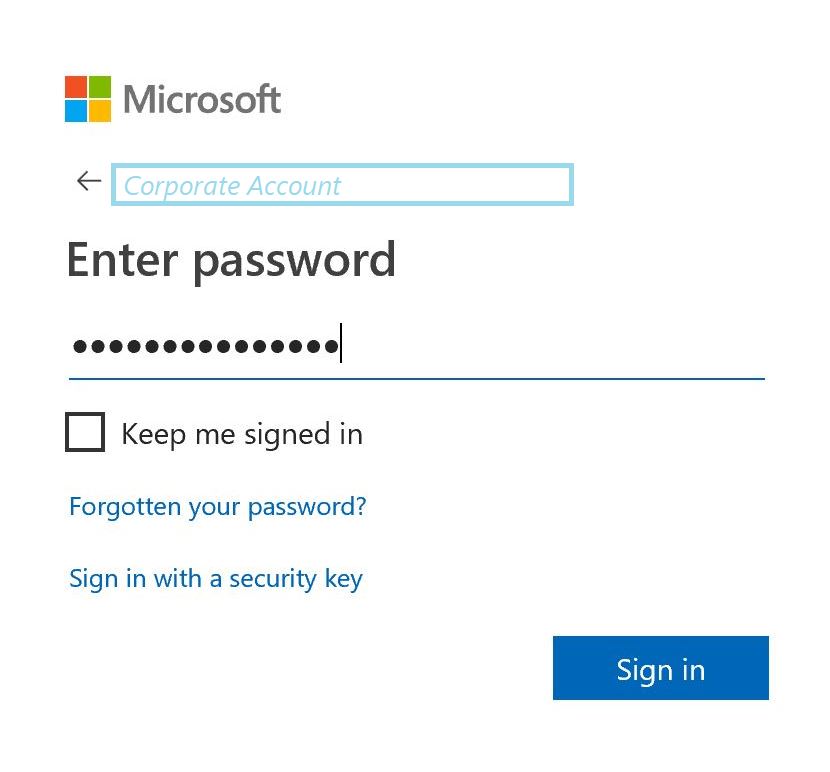 Microsoft
Corporate Account
Enter password
Keep me signed in
Forgotten your password?
Sign in with a security key
Sign in